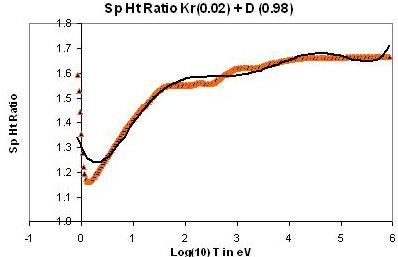 Sp Ht Ratio Kr(0.02) + D (0.98)
1.8
1.7
1.6
1.5
1.4
1.3
1.2
1.1
1.0
Sp Ht Ratio
-1 0 1 2 3 4 5 6
Log(10) T in eV